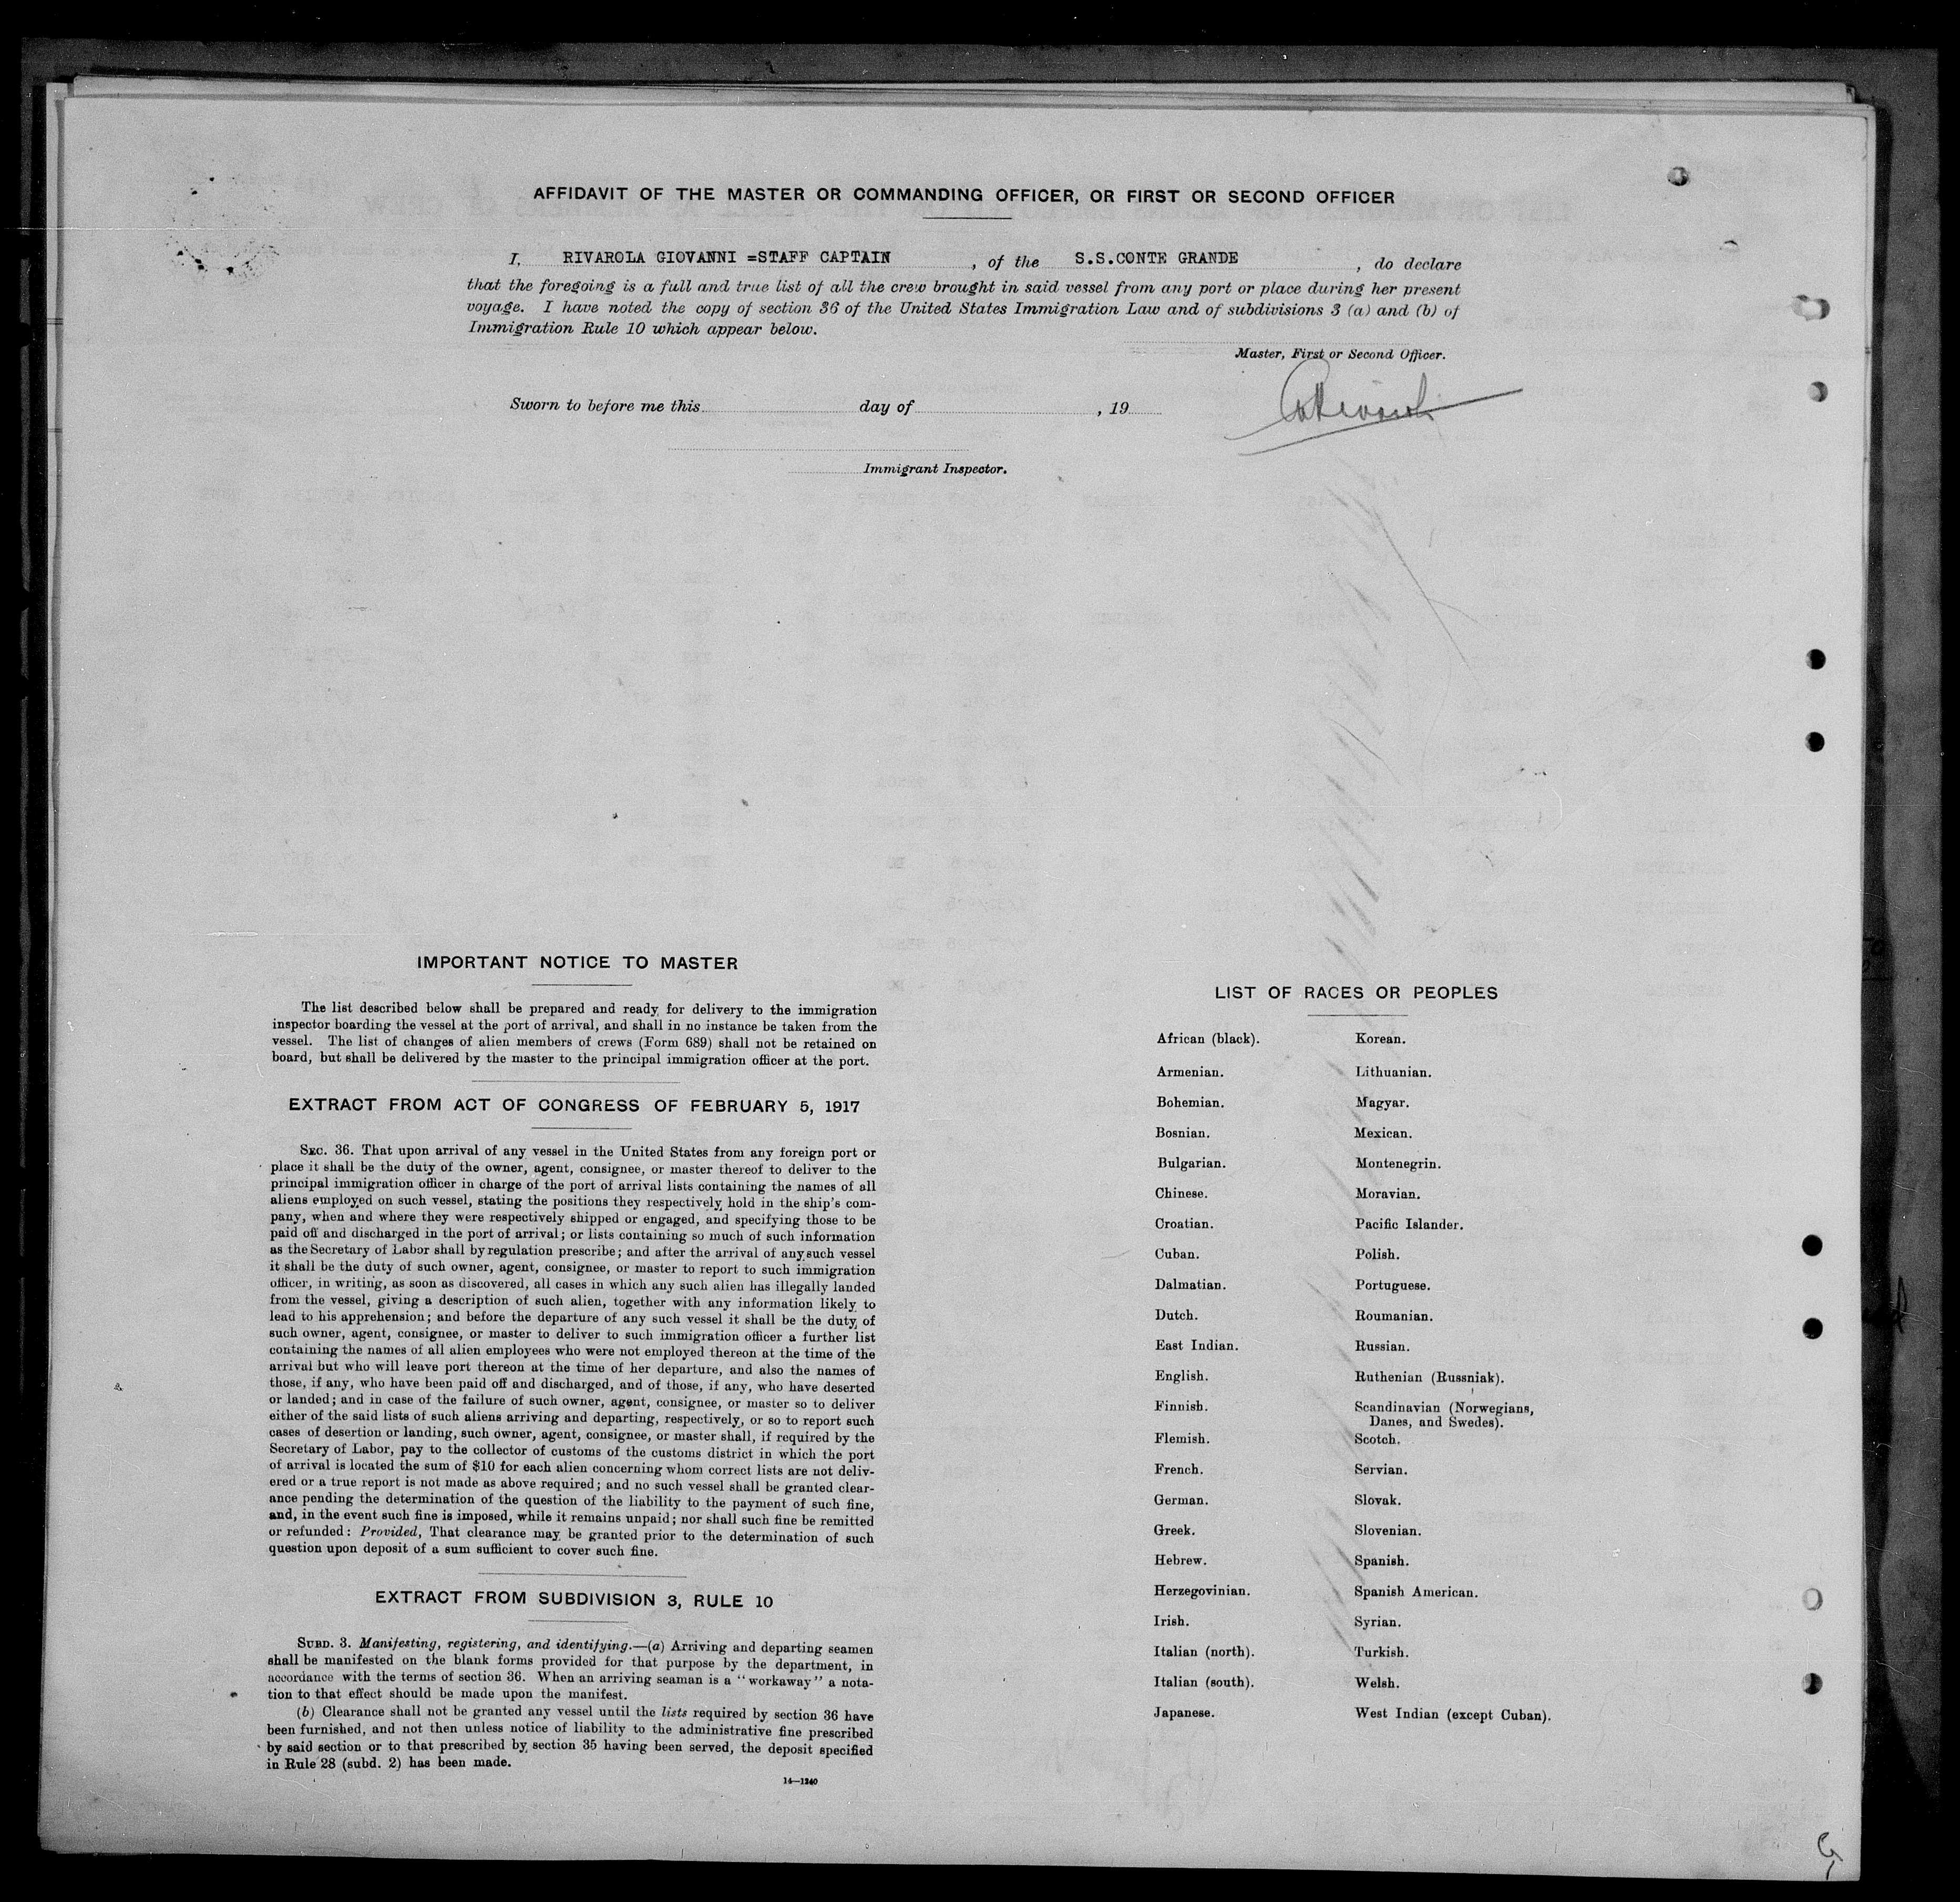 AFFIDAVIT OF THE MASTER OR COMMANDING OFFICER, OR FIRST OR SECOND OFFICER
I, RIVAROLA GIOVANNI =STAFF CAPTAIN , of the S.S.CONTE GRANDE , do declare
that the foregoing is a full and true list of all the crew brought in said vessel from any port or place during her present
voyage. I have noted the copy of section 36 of the United States Immigration Law and of subdivisions 3 (a) and (b) of
Immigration Rule 10 which appear below.
Master, First or Second Officer.
Sworn to before me this day of , 19
Immigrant Inspector.
IMPORTANT NOTICE TO MASTER
The list described below shall be prepared and ready for delivery to the immigration
inspector boarding the vessel at the port of arrival, and shall in no instance be taken from the
vessel. The list of changes of alien members of crews (Form 689) shall not be retained on
board, but shall be delivered by the master to the principal immigration officer at the port.
EXTRACT FROM ACT OF CONGRESS OF FEBRUARY 5, 1917
SEC. 36. That upon arrival of any vessel in the United States from any foreign port or
place it shall be the duty of the owner, agent, consignee, or master thereof to deliver to the
principal immigration officer in charge of the port of arrival lists containing the names of all
aliens employed on such vessel, stating the positions they respectively hold in the ship's com-
pany, when and where they were respectively shipped or engaged, and specifying those to be
paid off and discharged in the port of arrival; or lists containing so much of such information
as the Secretary of Labor shall by regulation prescribe; and after the arrival of any such vessel
it shall be the duty of such owner, agent, consignee, or master to report to such immigration
officer, in writing, as soon as discovered, all cases in which any such alien has illegally landed
from the vessel, giving a description of such alien, together with any information likely to
lead to his apprehension; and before the departure of any such vessel it shall be the duty of
such owner, agent, consignee, or master to deliver to such immigration officer a further list
containing the names of all alien employees who were not employed thereon at the time of the
arrival but who will leave port thereon at the time of her departure, and also the names of
those, if any, who have been paid off and discharged, and of those, if any, who have deserted
or landed; and in case of the failure of such owner, agent, consignee, or master so to deliver
either of the said lists of such aliens arriving and departing, respectively, or so to report such
cases of desertion or landing, such owner, agent, consignee, or master shall, if required by the
Secretary of Labor, pay to the collector of customs of the customs district in which the port
of arrival is located the sum of $10 for each alien concerning whom correct lists are not deliv-
ered or a true report is not made as above required; and no such vessel shall be granted clear-
ance pending the determination of the question of the liability to the payment of such fine,
and, in the event such fine is imposed, while it remains unpaid; nor shall such fine be remitted
or refunded: Provided, That clearance may be granted prior to the determination of such
question upon deposit of a sum sufficient to cover such fine.
EXTRACT FROM SUBDIVISION 3, RULE 10
SUBD. 3. Manifesting, registering, and identifying.—(a) Arriving and departing seamen
shall be manifested on the blank forms provided for that purpose by the department, in
accordance with the terms of section 36. When an arriving seaman is a "workaway" a nota-
tion to that effect should be made upon the manifest.
(b) Clearance shall not be granted any vessel until the lists required by section 36 have
been furnished, and not then unless notice of liability to the administrative fine prescribed
by said section or to that prescribed by section 35 having been served, the deposit specified
in Rule 28 (subd. 2) has been made.
14—1240
LIST OF RACES OR PEOPLES
African (black).
Armenian.
Bohemian.
Bosnian.
Bulgarian.
Chinese.
Croatian.
Cuban.
Dalmatian.
Dutch.
East Indian.
English.
Finnish.
Flemish.
French.
German.
Greek.
Hebrew.
Herzegovinian.
Irish.
Italian (north).
Italian (south).
Japanese.
Korean.
Lithuanian.
Magyar.
Mexican.
Montenegrin.
Moravian.
Pacific Islander.
Polish.
Portuguese.
Roumanian.
Russian.
Ruthenian (Russniak).
Scandinavian (Norwegians,
Danes, and Swedes).
Scotch.
Servian.
Slovak.
Slovenian.
Spanish.
Spanish American.
Syrian.
Turkish.
Welsh.
West Indian (except Cuban).